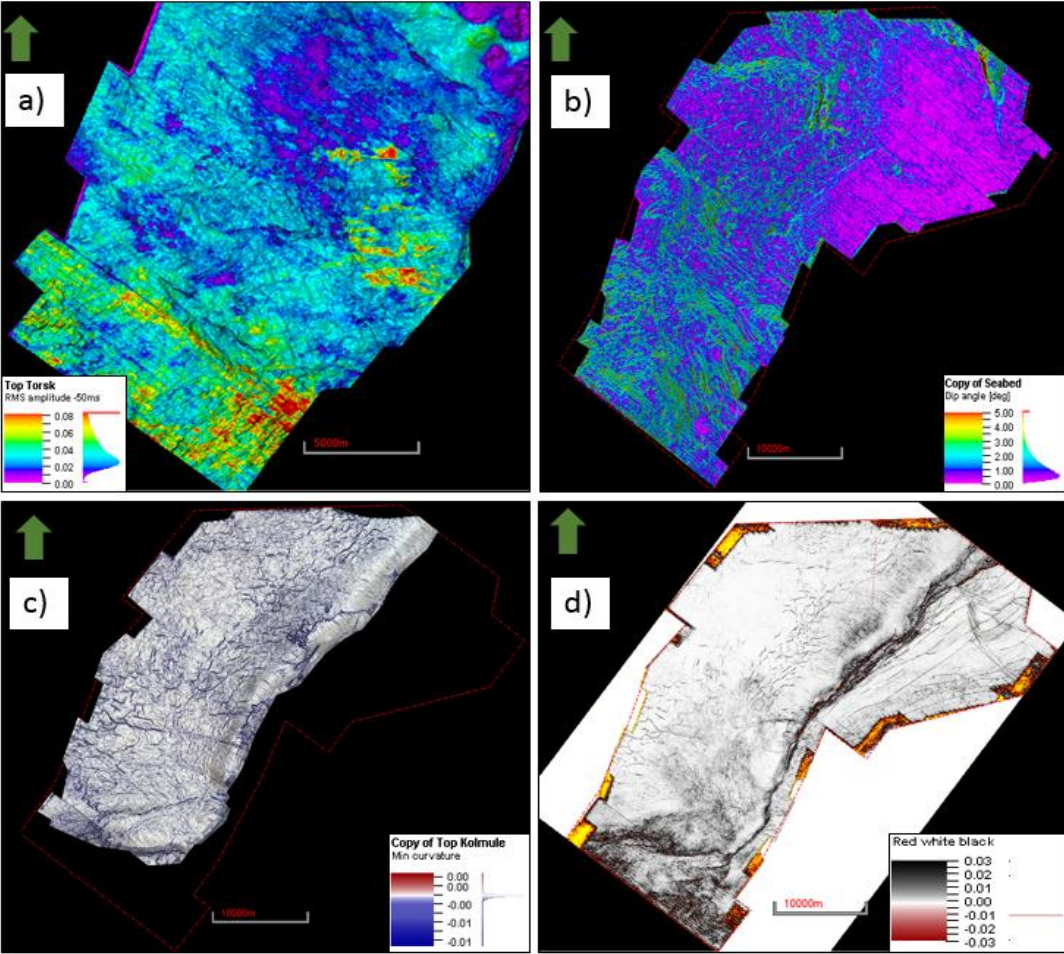 a)
Top Torsk
RMS amplitude -50ms
0.08
0.06
0.04
0.02
0.00
5000m
b)
Copy of Seabed
Dip angle [deg]
5.00
4.00
3.00
2.00
1.00
0.00
10000m
c)
Copy of Top Kolmule
Min curvature
0.00
0.00
-0.00
-0.01
-0.01
10000m
d)
Red white black
0.03
0.02
0.01
0.00
-0.01
-0.02
-0.03
10000m